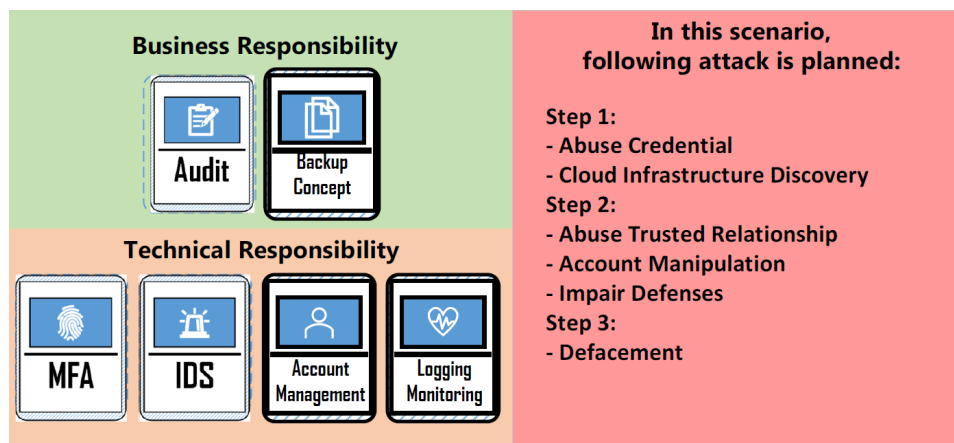 Business Responsibility
Audit
Backup
Concept
Technical Responsibility
MFA
IDS
Account
Management
Logging
Monitoring
In this scenario,
following attack is planned:
Step 1:
- Abuse Credential
- Cloud Infrastructure Discovery
Step 2:
- Abuse Trusted Relationship
- Account Manipulation
- Impair Defenses
Step 3:
- Defacement